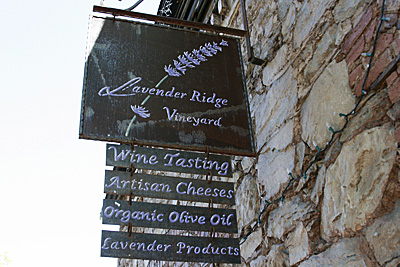 Lavender Ridge
Vineyard
Wine Tasting
Artisan Cheeses
Organic Olive Oil
Lavender Products